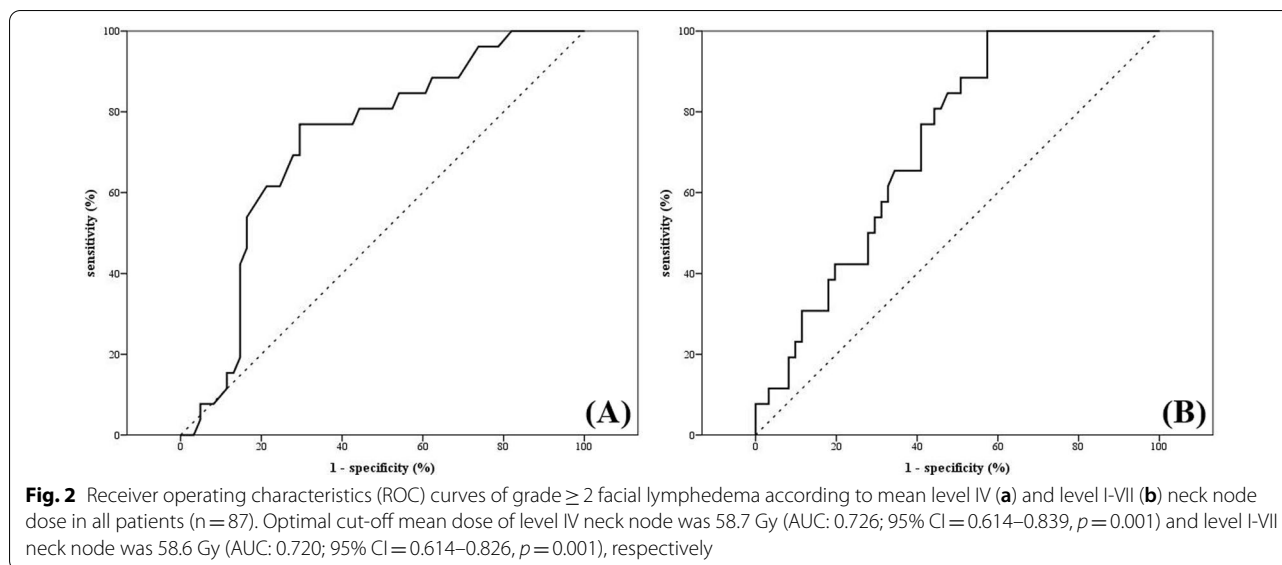 100
80
60
40
20
0
sensitivity (%)
0 20 40 60 80 100
1 - specificity (%)
(A)
100
80
60
40
20
0
sensitivity (%)
0 20 40 60 80 100
1 - specificity (%)
(B)
Fig. 2 Receiver operating characteristics (ROC) curves of grade ≥ 2 facial lymphedema according to mean level IV (a) and level I-VII (b) neck node
dose in all patients (n = 87). Optimal cut-off mean dose of level IV neck node was 58.7 Gy (AUC: 0.726; 95% CI = 0.614–0.839, p = 0.001) and level I-VII
neck node was 58.6 Gy (AUC: 0.720; 95% CI = 0.614–0.826, p = 0.001), respectively